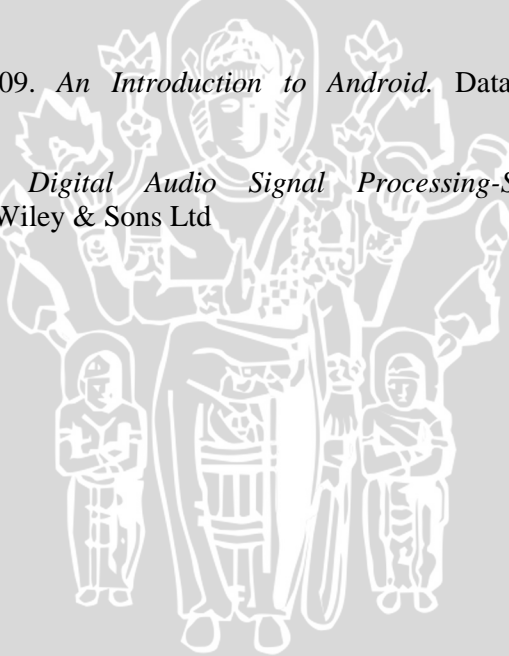 09. An Introduction to Android. Data
Digital Audio Signal Processing-S
Wiley & Sons Ltd